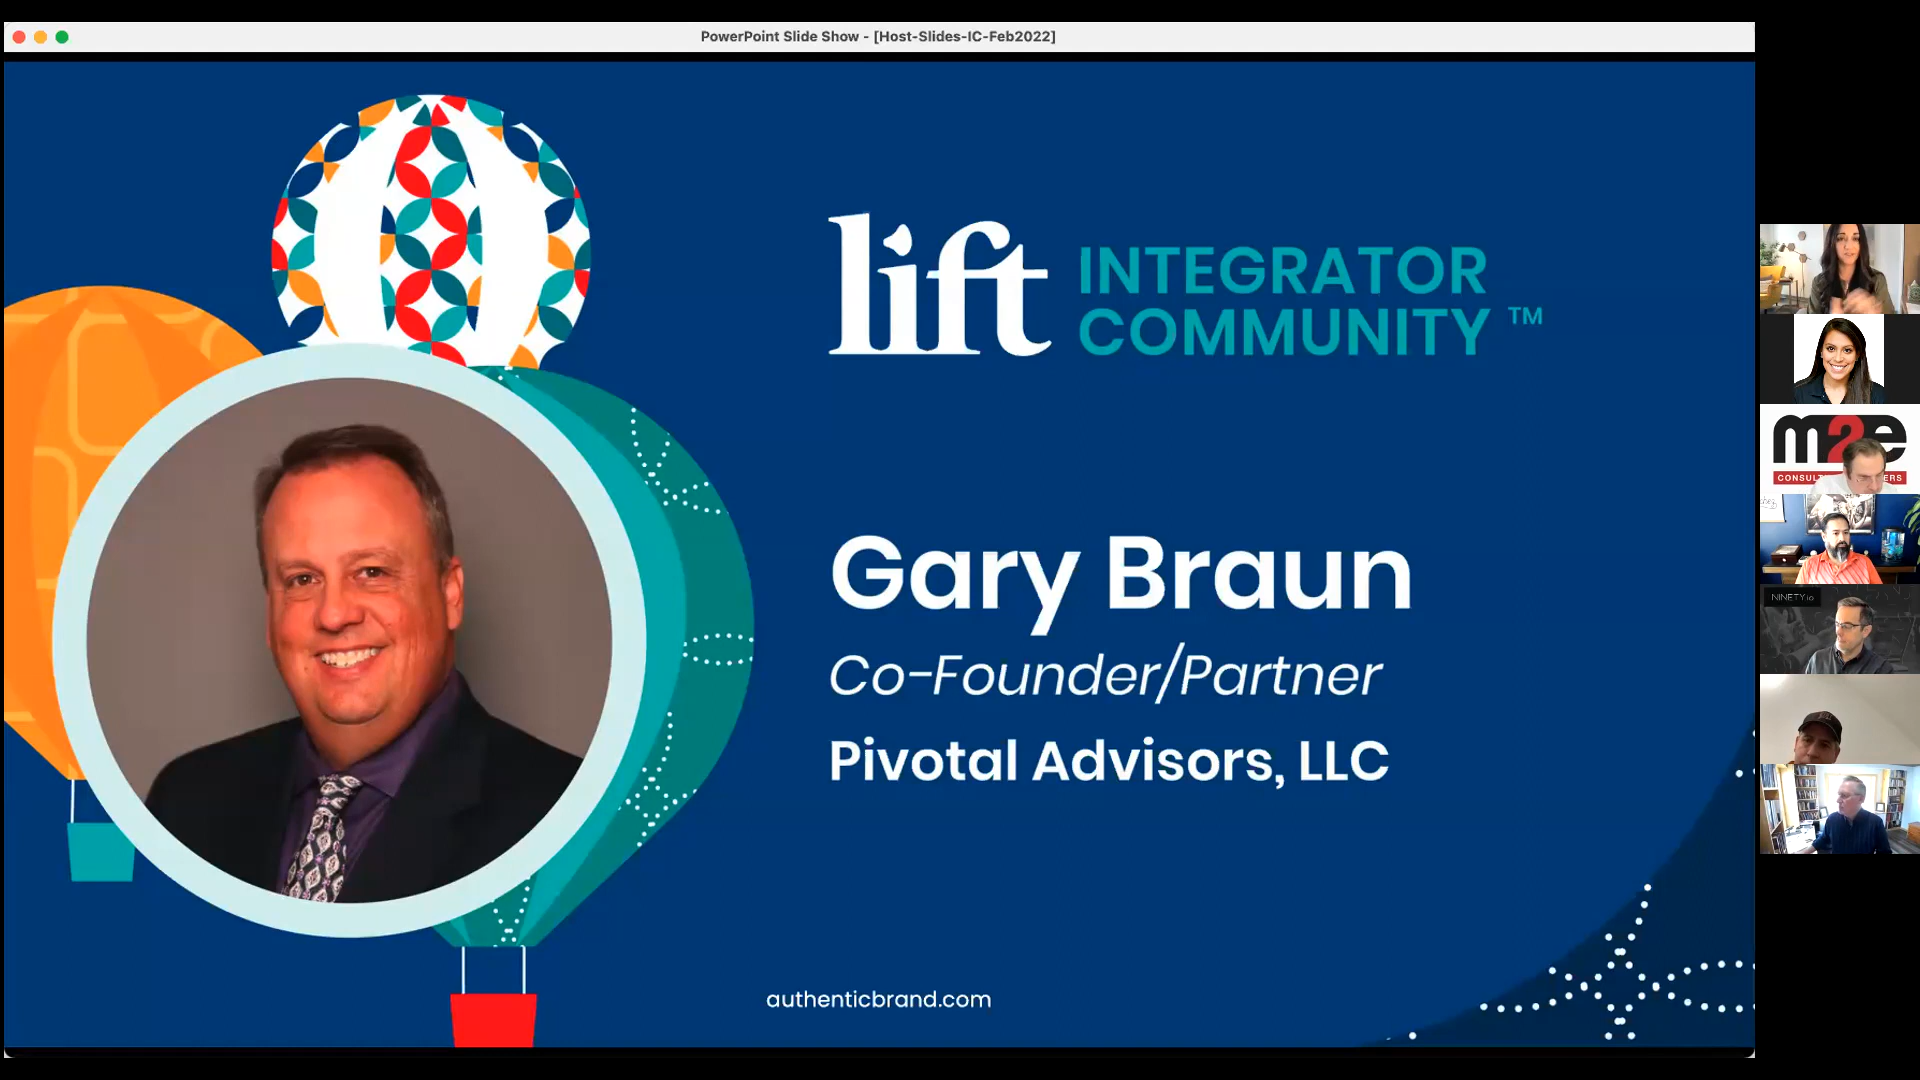 PowerPoint Slide Show - [Host-Slides-IC-Feb2022]
lift INTEGRATOR
COMMUNITY ™
Gary Braun
Co-Founder/Partner
Pivotal Advisors, LLC
authenticbrand.com
m2e
NINETY.io